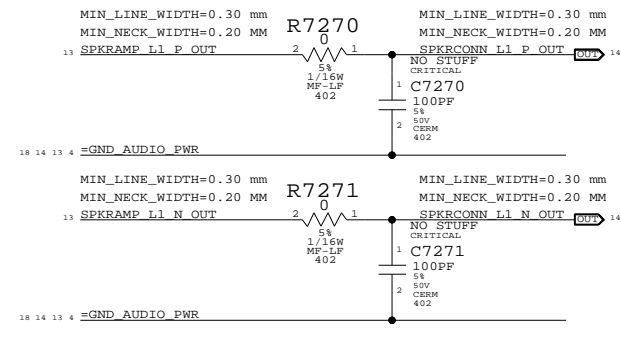 MIN_LINE_WIDTH=0.30 mm
MIN_NECK_WIDTH=0.20 MM
13 SPKRAMP_L1_P_OUT
R7270
0
2 1
5%
1/16W
MF-LF
402
MIN_LINE_WIDTH=0.30 mm
MIN_NECK_WIDTH=0.20 MM
SPKRCONN_L1_P_OUT OUT 14
NO STUFF
CRITICAL
1 C7270
100PF
5%
50V
2 CERM
402
18 14 13 4 =GND_AUDIO_PWR
MIN_LINE_WIDTH=0.30 mm
MIN_NECK_WIDTH=0.20 MM
13 SPKRAMP_L1_N_OUT
R7271
0
2 1
5%
1/16W
MF-LF
402
MIN_LINE_WIDTH=0.30 mm
MIN_NECK_WIDTH=0.20 MM
SPKRCONN_L1_N_OUT OUT 14
NO STUFF
CRITICAL
1 C7271
100PF
5%
50V
2 CERM
402
18 14 13 4 =GND_AUDIO_PWR